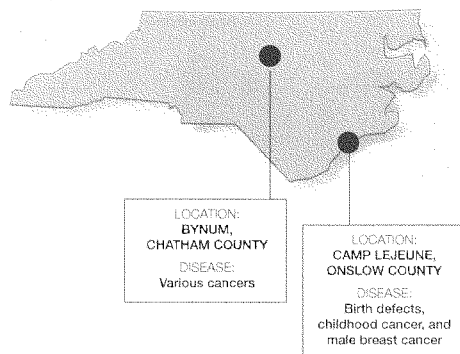 LOCATION:
BYNUM,
CHATHAM COUNTY
DISEASE:
Various cancers
LOCATION:
CAMP LEJEUNE,
ONSLOW COUNTY
DISEASE:
Birth defects,
childhood cancer, and
male breast cancer